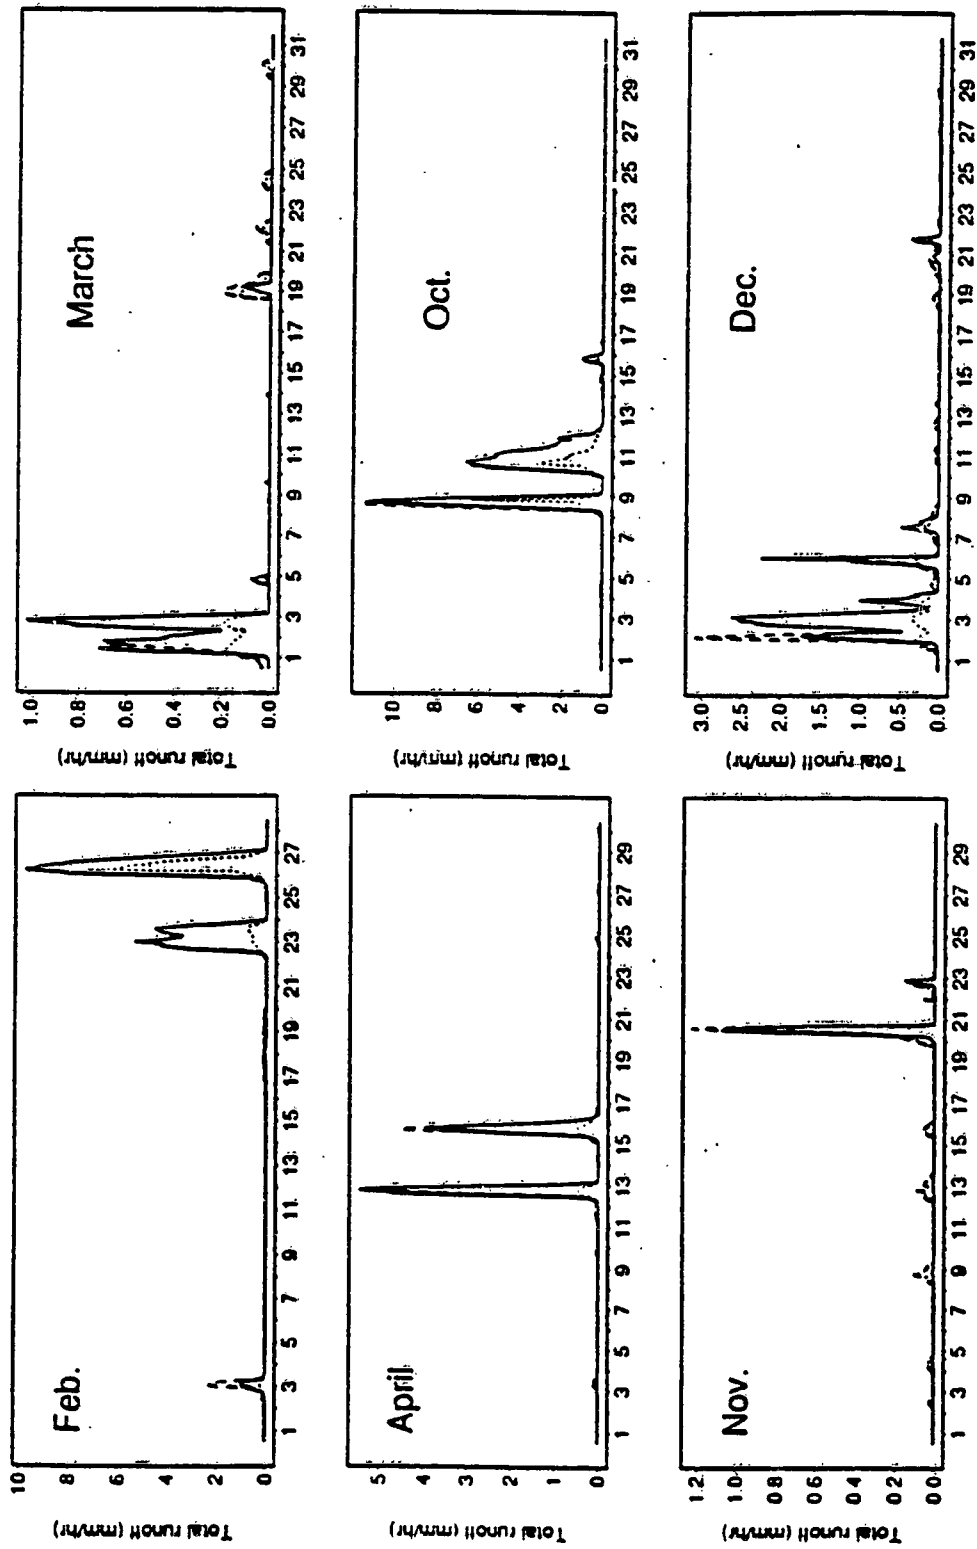 Feb.
Total runoff (mm/hr)
10
8
6
4
2
0
1 3 5 7 9 11 13 15 17 19 21 23 25 27
March
Total runoff (mm/hr)
1.0
0.8
0.6
0.4
0.2
0.0
1 3 5 7 9 11 13 15 17 19 21 23 25 27 29 31
April
Total runoff (mm/hr)
5
4
3
2
1
0
1 3 5 7 9 11 13 15 17 19 21 23 25 27 29
Oct.
Total runoff (mm/hr)
10
8
6
4
2
0
1 3 5 7 9 11 13 15 17 19 21 23 25 27 29 31
Nov.
Total runoff (mm/hr)
1.2
1.0
0.8
0.6
0.4
0.2
0.0
1 3 5 7 9 11 13 15 17 19 21 23 25 27 29
Dec.
Total runoff (mm/hr)
3.0
2.5
2.0
1.5
1.0
0.5
0.0
1 3 5 7 9 11 13 15 17 19 21 23 25 27 29 31